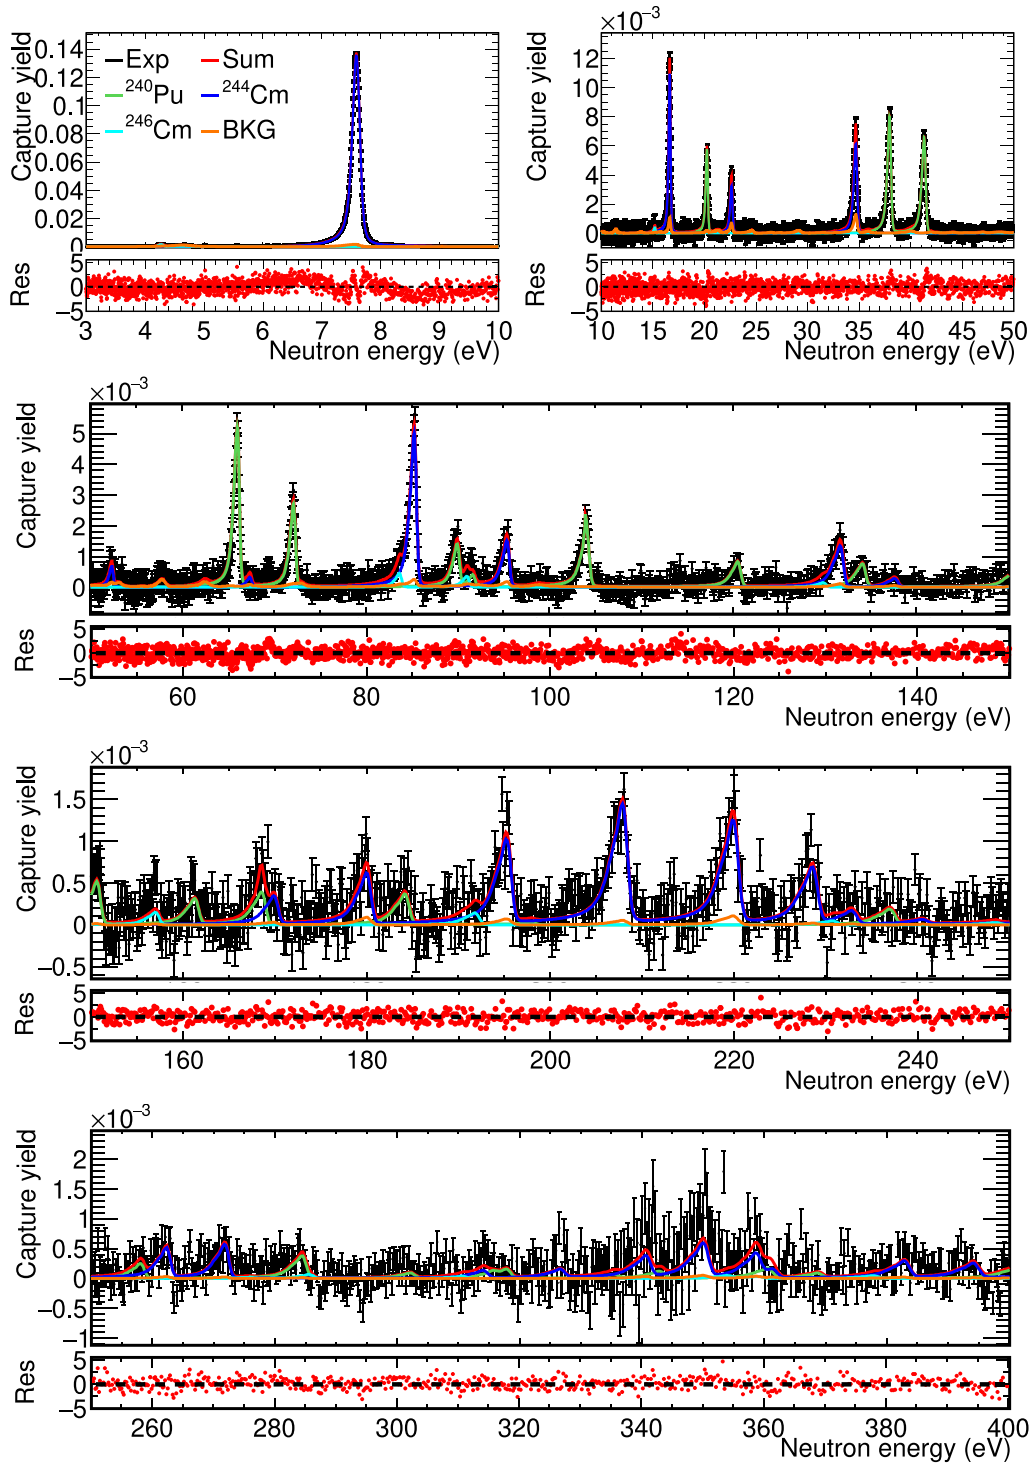 Capture yield
0.14
0.12
0.1
0.08
0.06
0.04
0.02
0
Exp Sum
²⁴⁰Pu ²⁴⁴Cm
²⁴⁶Cm BKG
Res
5
0
−5
3 4 5 6 7 8 9 10
Neutron energy (eV)
×10⁻³
Capture yield
12
10
8
6
4
2
0
Res
5
0
−5
10 15 20 25 30 35 40 45 50
Neutron energy (eV)
×10⁻³
Capture yield
5
4
3
2
1
0
Res
5
0
−5
60 80 100 120 140
Neutron energy (eV)
×10⁻³
Capture yield
1.5
1
0.5
0
−0.5
Res
5
0
−5
160 180 200 220 240
Neutron energy (eV)
×10⁻³
Capture yield
2
1.5
1
0.5
0
−0.5
−1
Res
5
0
−5
260 280 300 320 340 360 380 400
Neutron energy (eV)